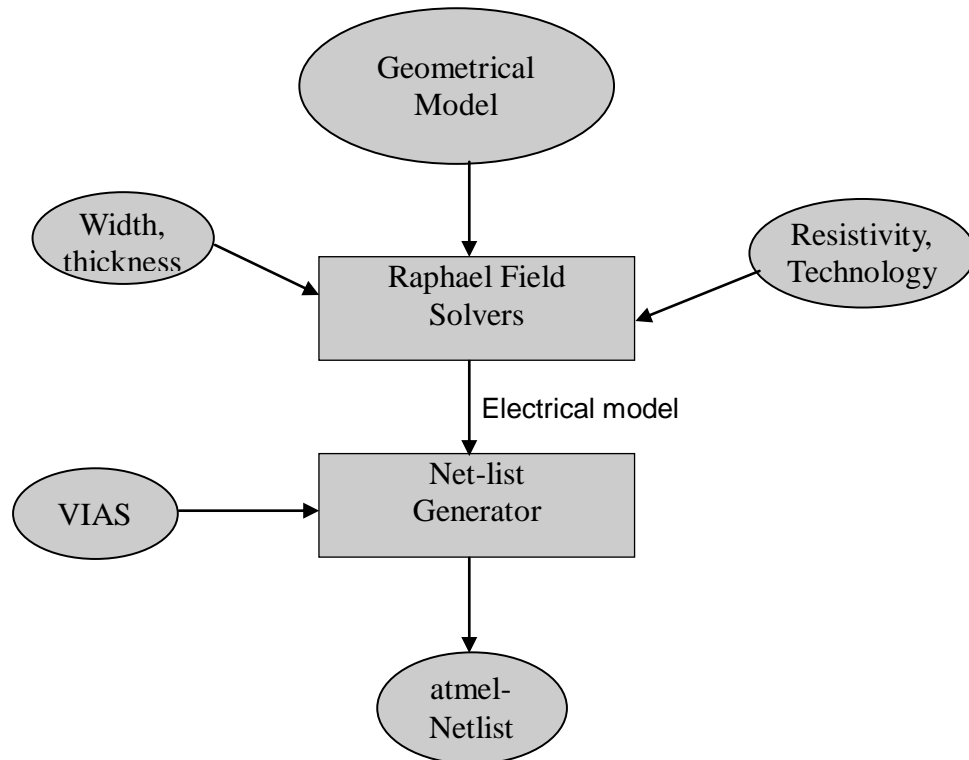 Geometrical
Model
Width,
thickness
Resistivity,
Technology
Raphael Field
Solvers
Electrical model
Net-list
Generator
VIAS
atmel-
Netlist